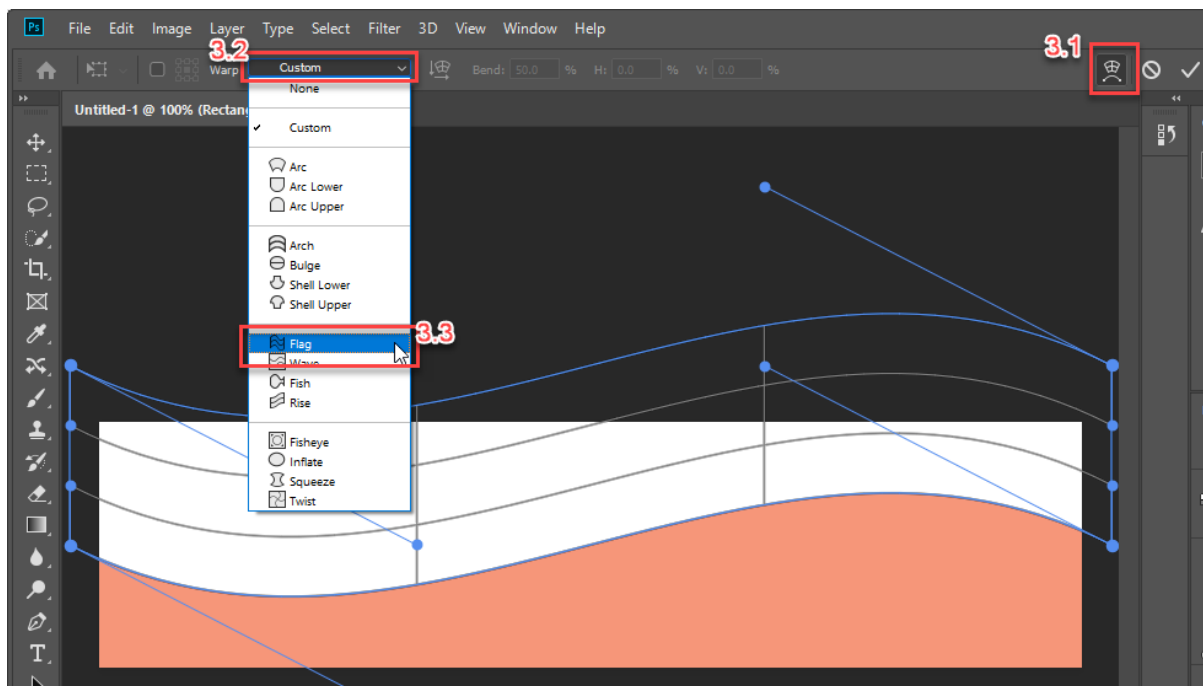 Ps File Edit Image Layer Type Select Filter 3D View Window Help
3.2
3.1
Warp Custom Bend: 50.0 % H: 0.0 % V: 0.0 %
Untitled-1 @ 100% (Rectang
None
Custom
Arc
Arc Lower
Arc Upper
Arch
Bulge
Shell Lower
Shell Upper
Flag
3.3
Wave
Fish
Rise
Fisheye
Inflate
Squeeze
Twist
T